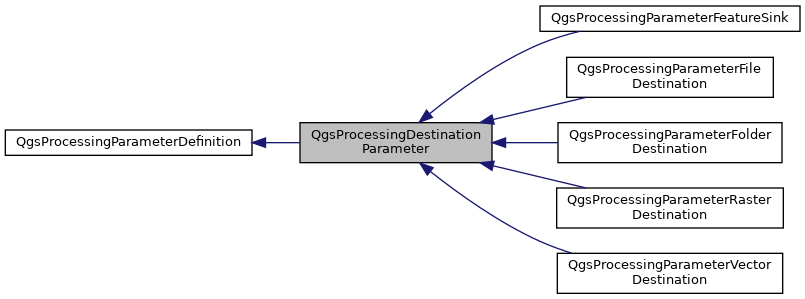 QgsProcessingParameterFeatureSink
QgsProcessingParameterFile
Destination
QgsProcessingParameterDefinition
QgsProcessingDestination
Parameter
QgsProcessingParameterFolder
Destination
QgsProcessingParameterRaster
Destination
QgsProcessingParameterVector
Destination